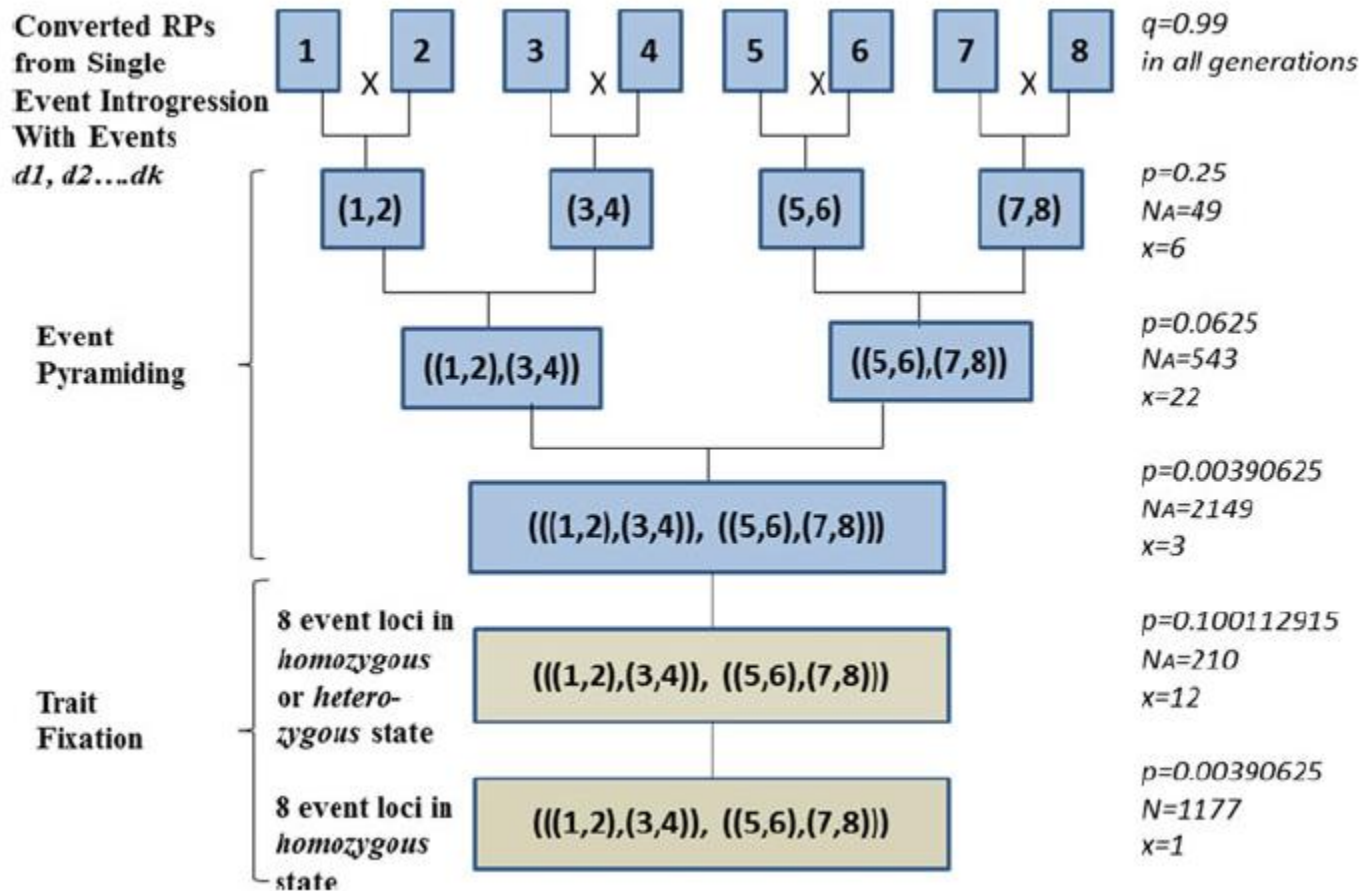 Converted RPs
from Single
Event Introgression
With Events
d1, d2....dk
1 X 2 3 X 4 5 X 6 7 X 8
q=0.99
in all generations
(1,2) (3,4) (5,6) (7,8)
p=0.25
NA=49
x=6
Event
Pyramiding
((1,2),(3,4)) ((5,6),(7,8))
p=0.0625
NA=543
x=22
(((1,2),(3,4)), ((5,6),(7,8)))
p=0.00390625
NA=2149
x=3
Trait
Fixation
8 event loci in
homozygous
or hetero-
zygous state
(((1,2),(3,4)), ((5,6),(7,8)))
p=0.100112915
NA=210
x=12
8 event loci in
homozygous
state
(((1,2),(3,4)), ((5,6),(7,8)))
p=0.00390625
N=1177
x=1